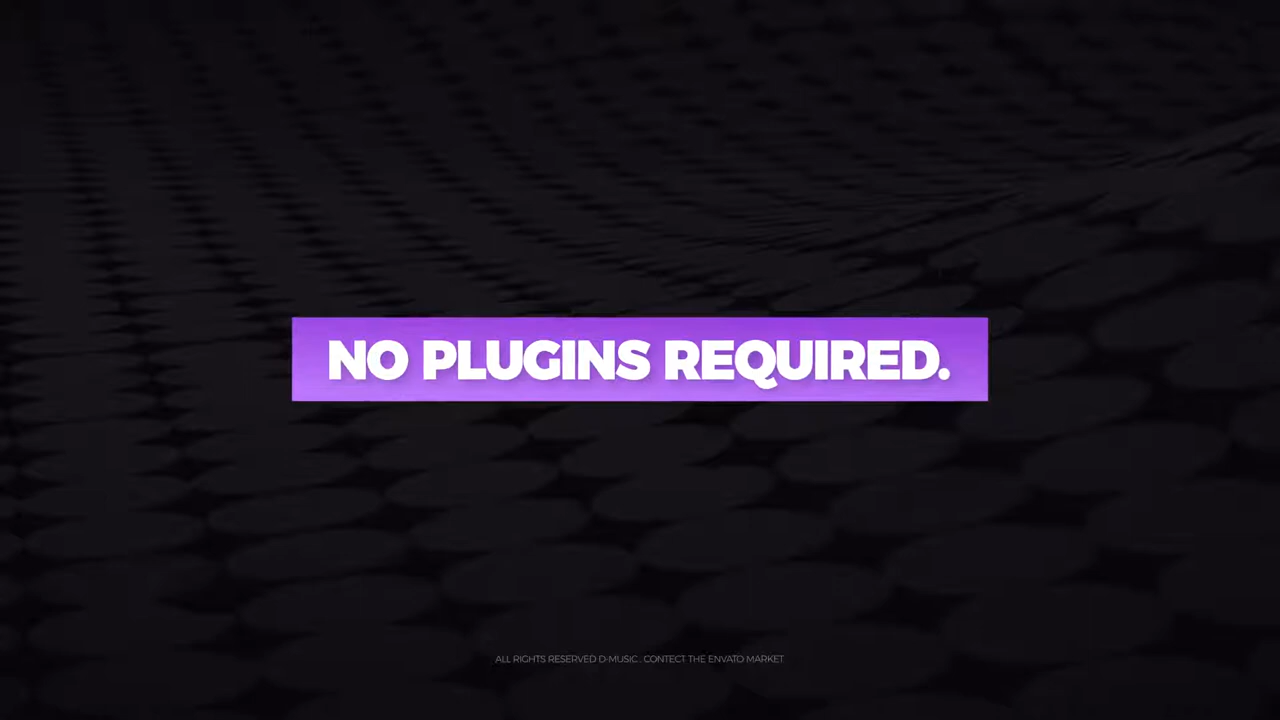 NO PLUGINS REQUIRED.
ALL RIGHTS RESERVED D-MUSIC . CONTECT THE ENVATO MARKET